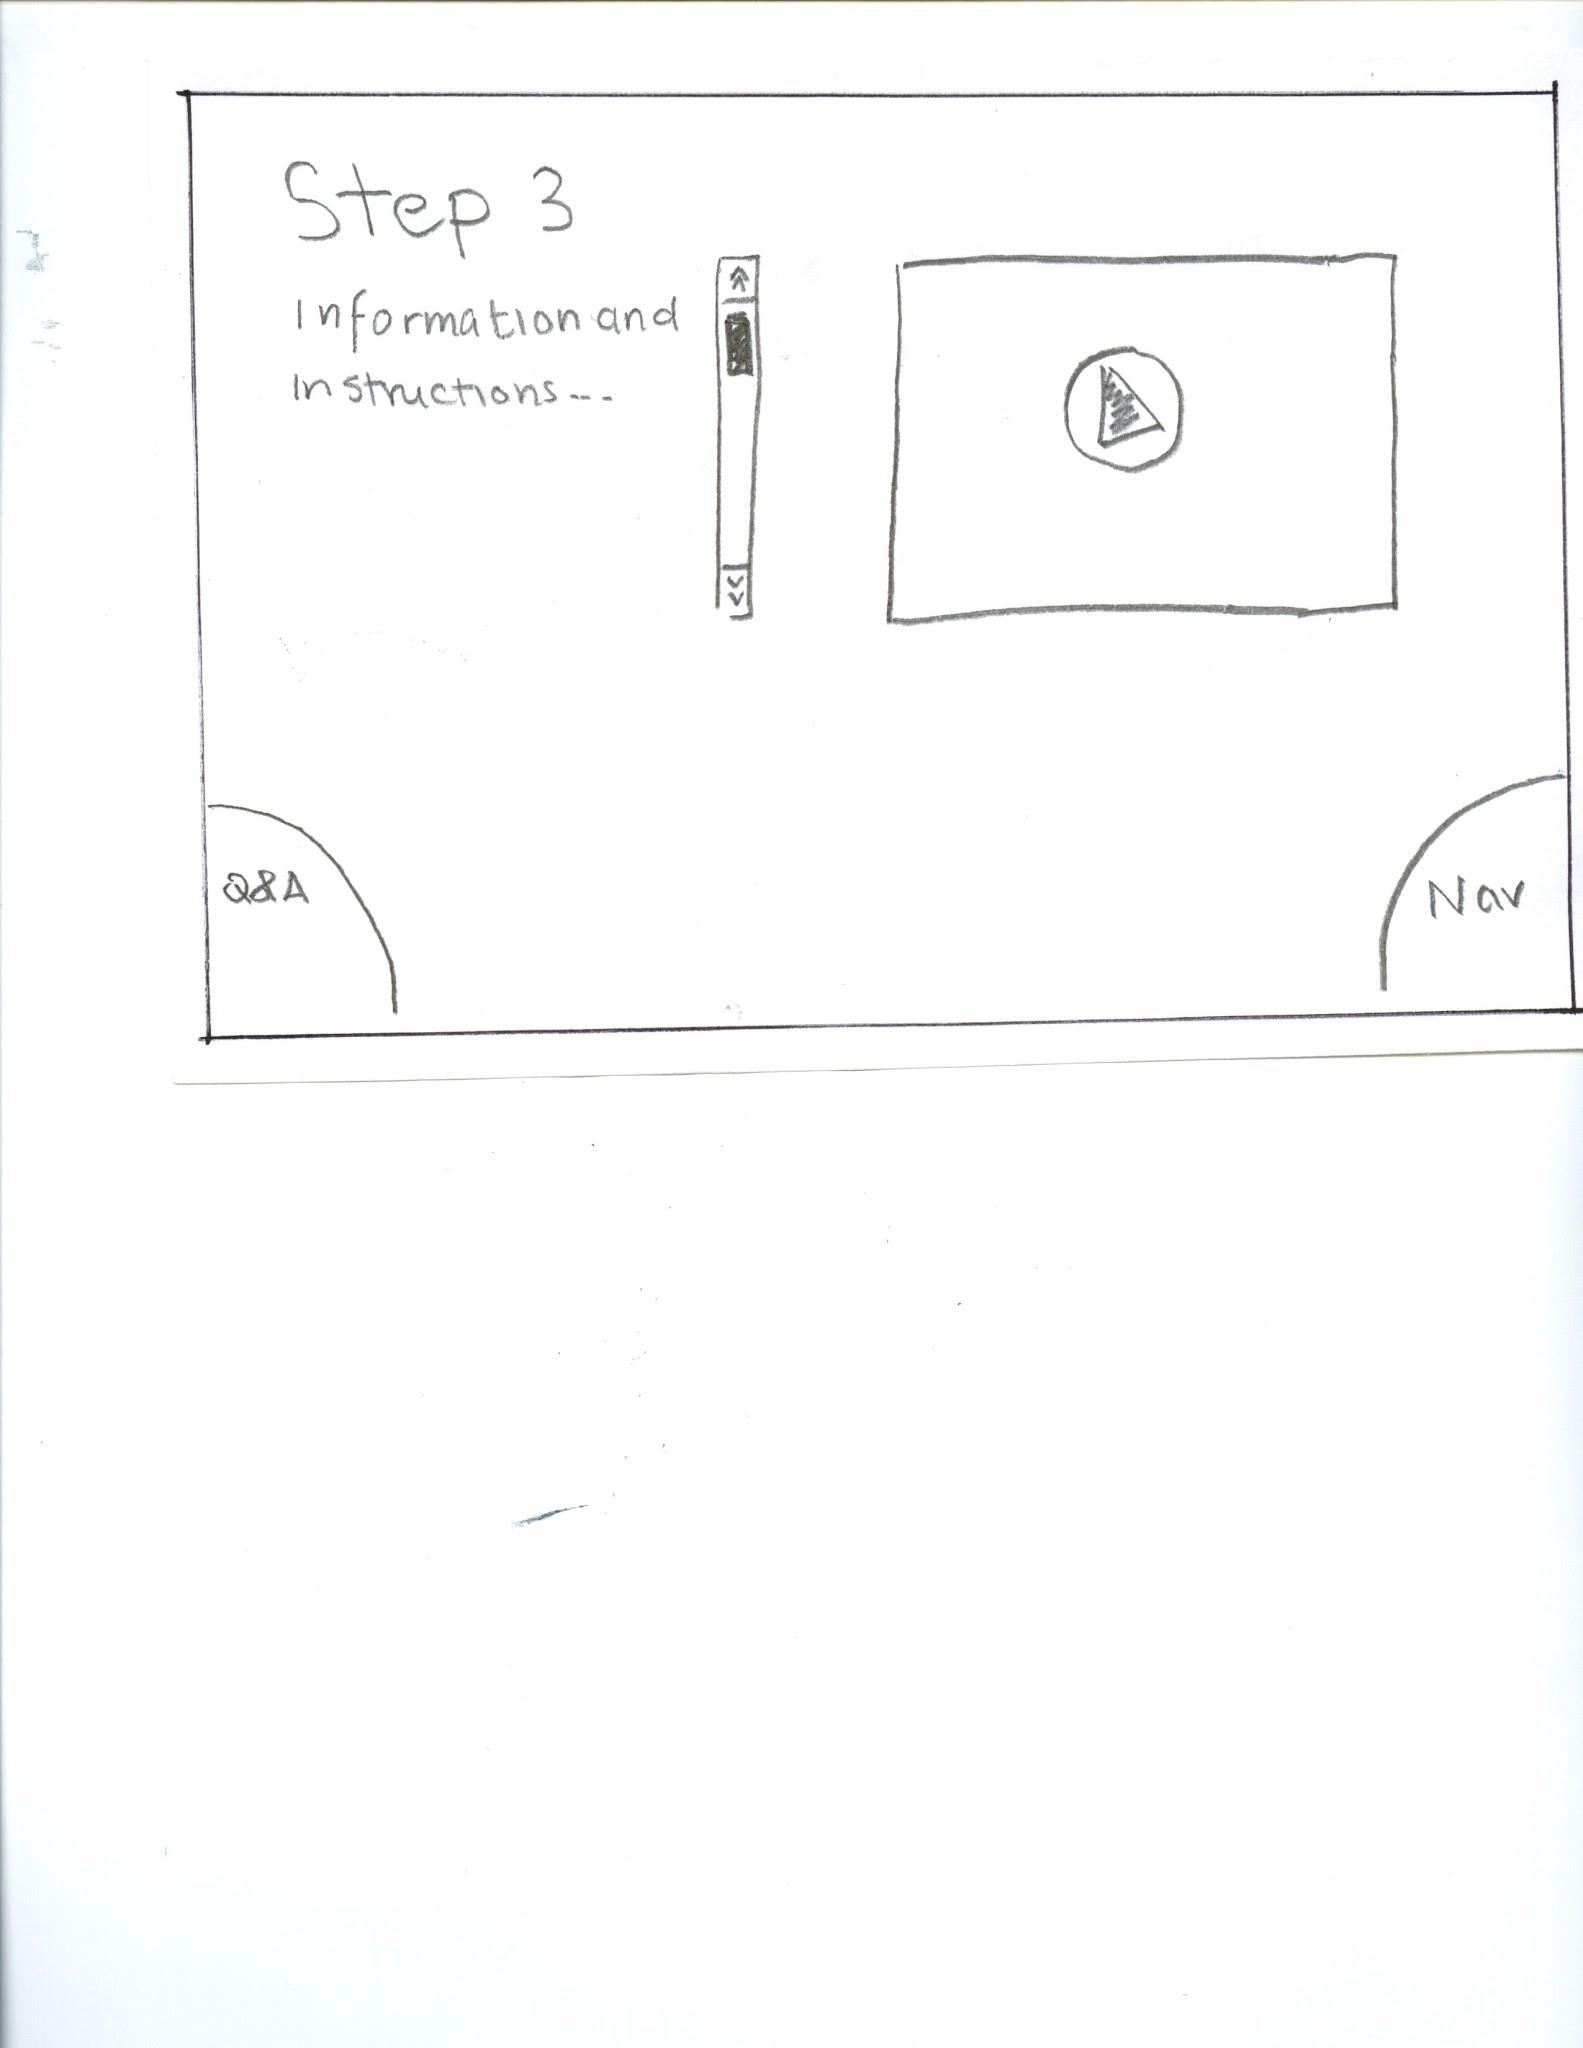 Step 3
Information and
instructions---
Q&A
Nav